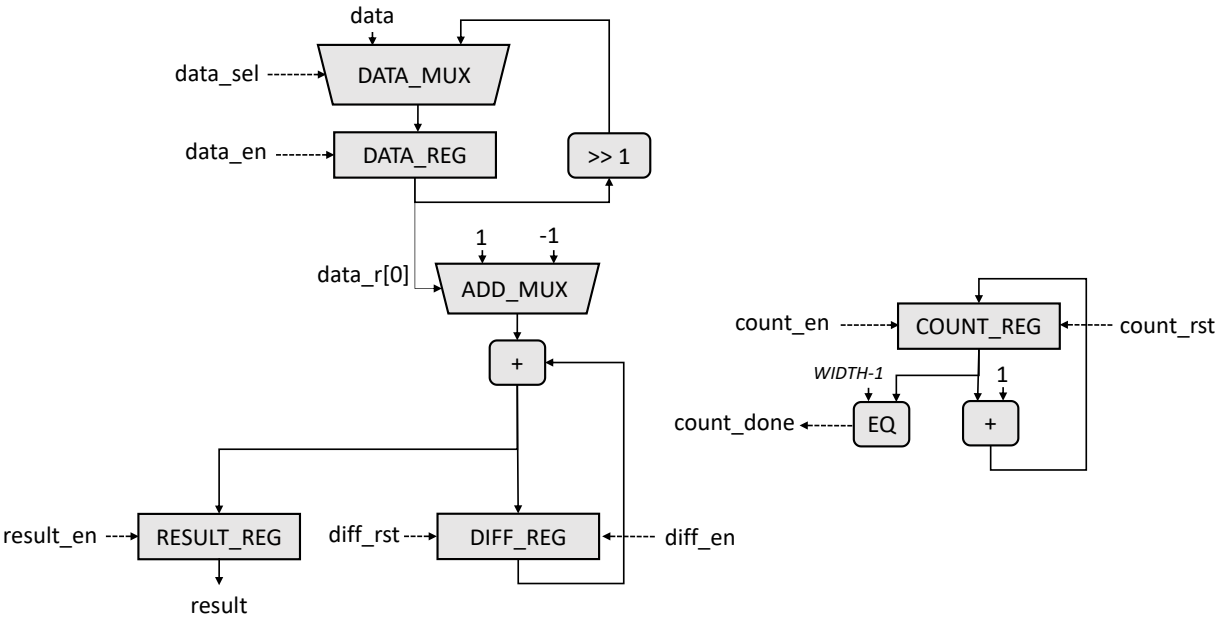 data
data_sel
DATA_MUX
data_en
DATA_REG
>> 1
1
-1
data_r[0]
ADD_MUX
+
result_en
RESULT_REG
diff_rst
DIFF_REG
diff_en
result
count_en
COUNT_REG
count_rst
WIDTH-1
1
count_done
EQ
+